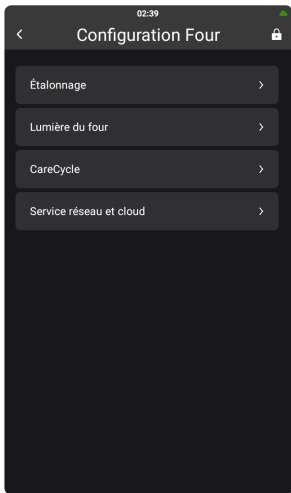 02:39
Configuration Four
Étalonnage
Lumière du four
CareCycle
Service réseau et cloud